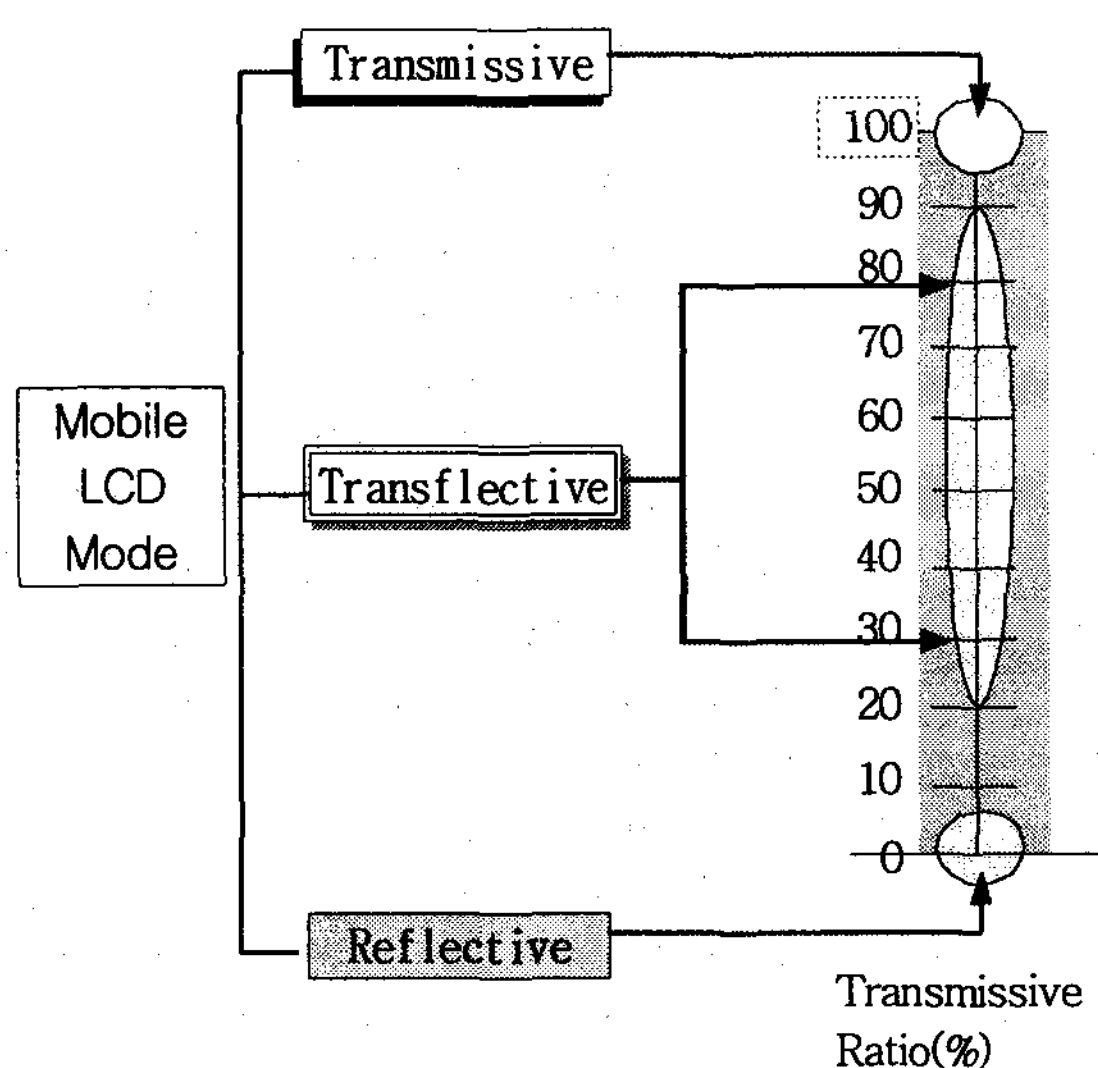 Transmissive
100
90
80
70
Mobile
LCD
Mode
60
Transflective
50
40
30
20
10
0
Reflective
Transmissive
Ratio(%)